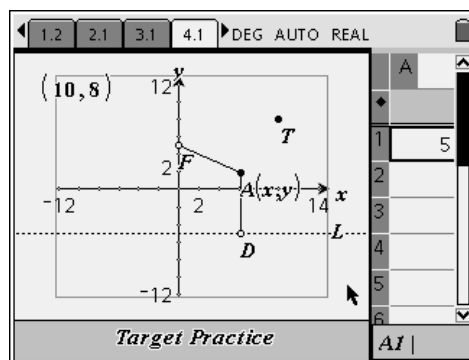 1.2 2.1 3.1 4.1 DEG AUTO REAL
A
(10,8)
12 y
T
1 5
F
2
2
A(x;y)
-12 2 14 x
3
L
4
D
5
-12
6
Target Practice
A1